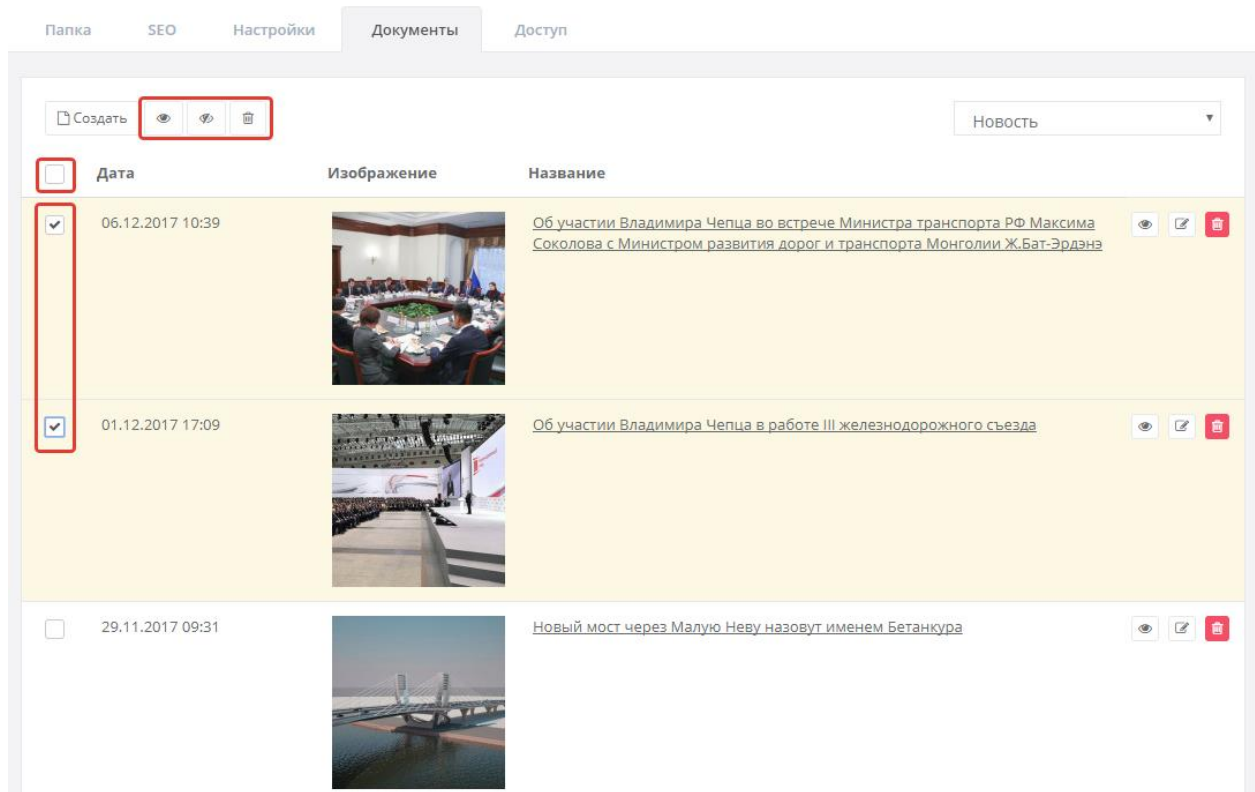 Папка SEO Настройки Документы Доступ
Создать Новость
Дата Изображение Название
06.12.2017 10:39 Об участии Владимира Чепца во встрече Министра транспорта РФ Максима
Соколова с Министром развития дорог и транспорта Монголии Ж.Бат-Эрдэнэ
01.12.2017 17:09 Об участии Владимира Чепца в работе III железнодорожного съезда
29.11.2017 09:31 Новый мост через Малую Неву назовут именем Бетанкура